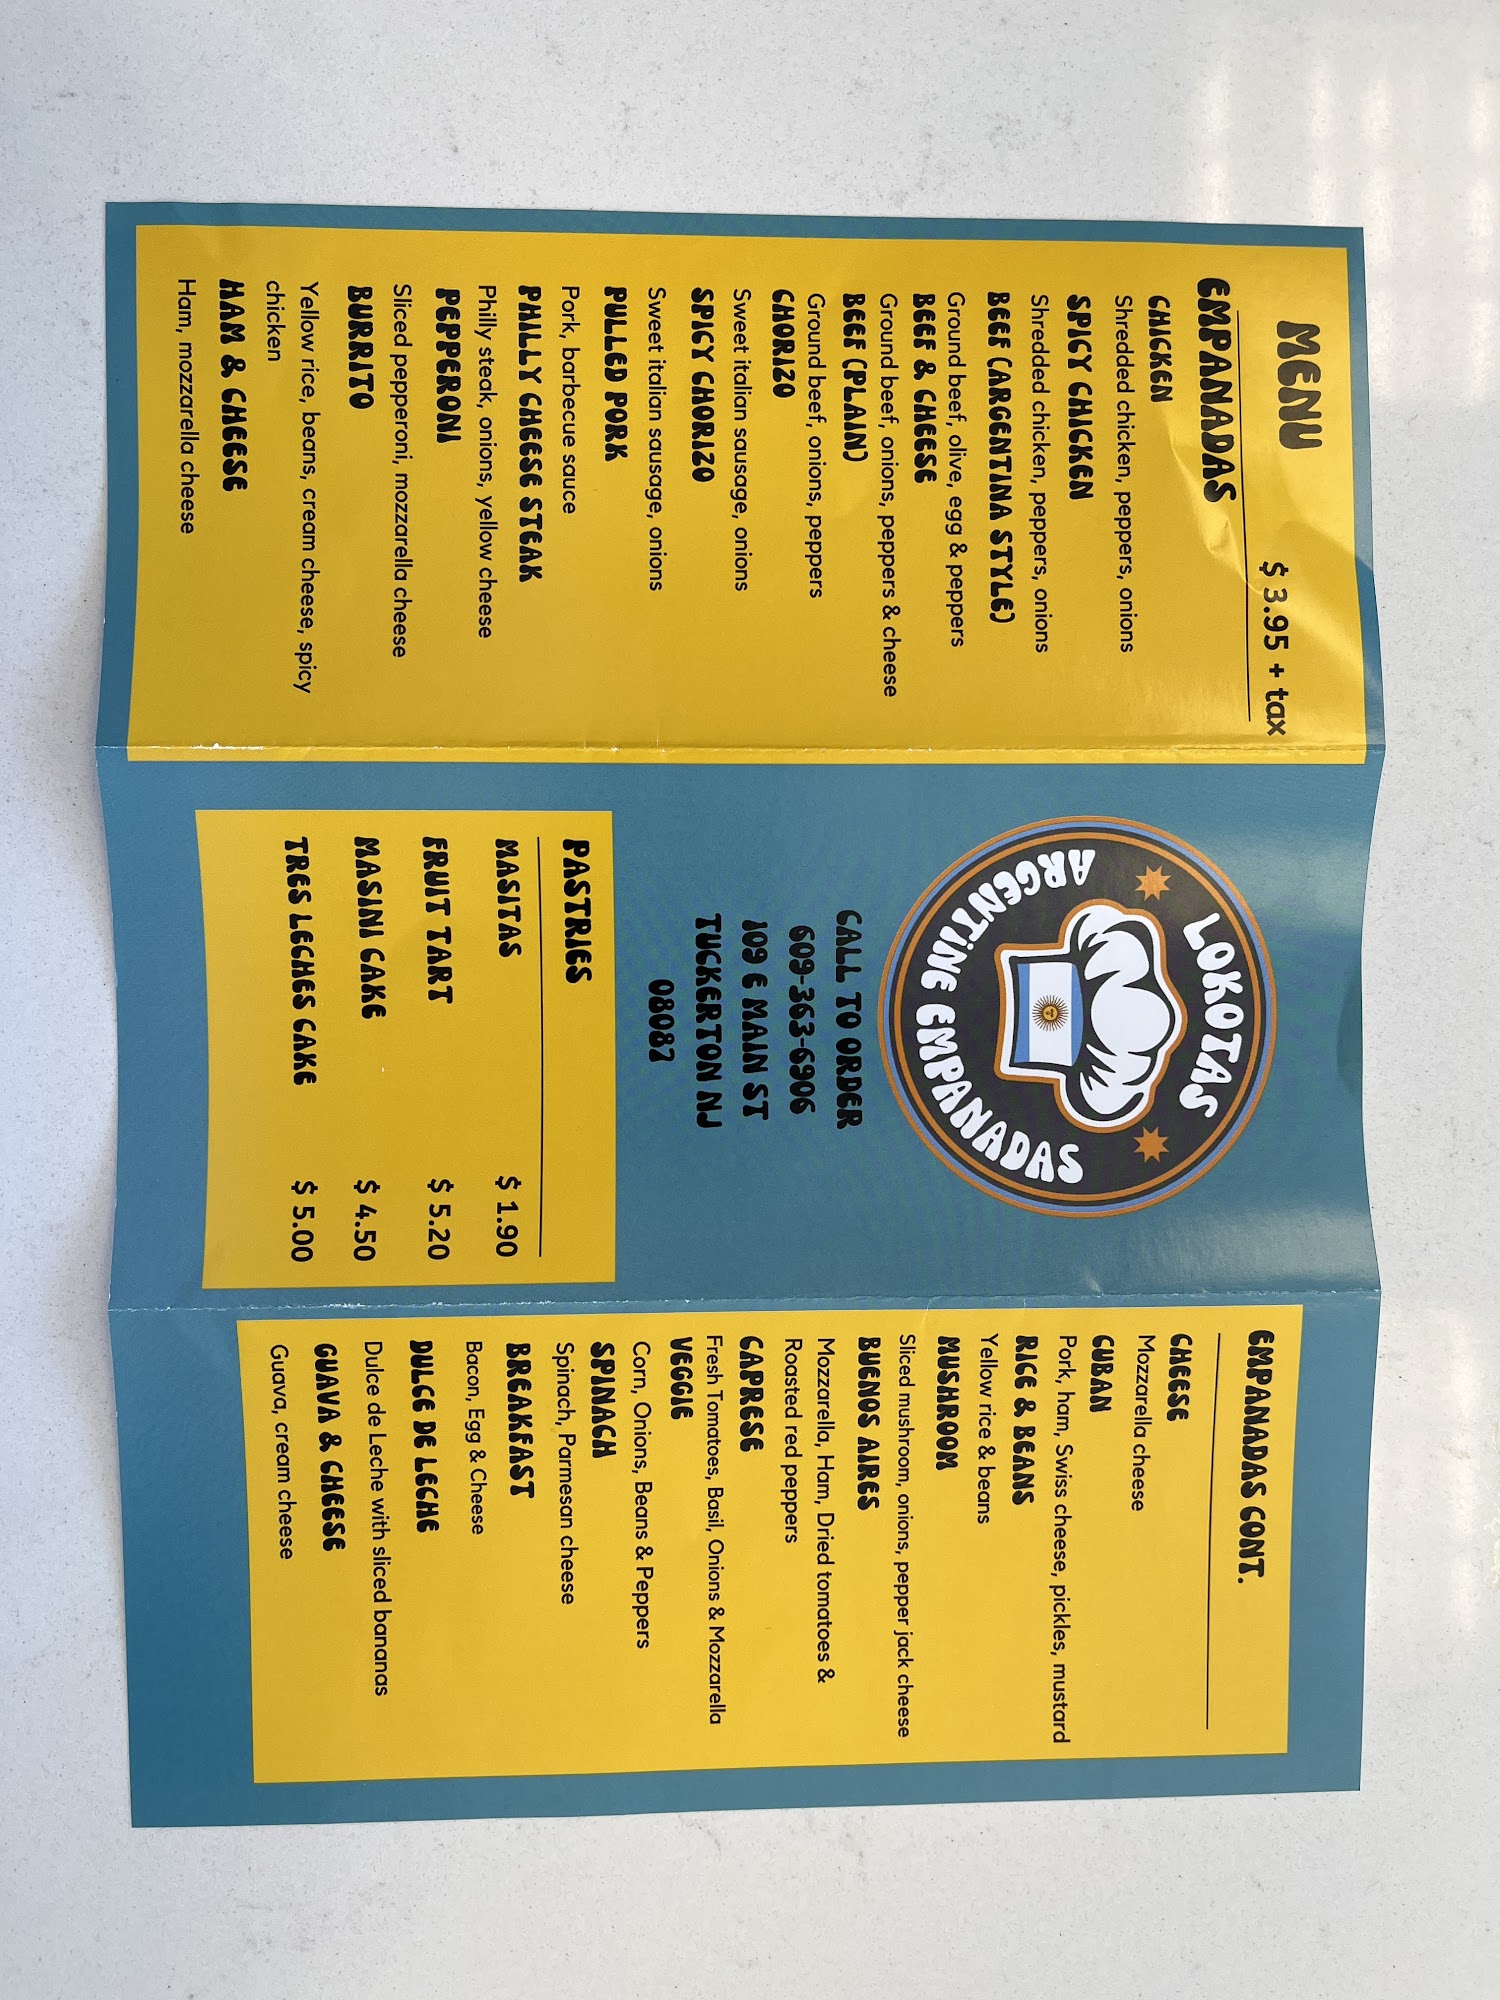 MENU
$ 3.95 + tax
EMPANADAS
CHICKEN
Shredded chicken, peppers, onions
SPICY CHICKEN
Shredded chicken, peppers, onions
BEEF (ARGENTINA STYLE)
Ground beef, olive, egg & peppers
BEEF & CHEESE
Ground beef, onions, peppers & cheese
BEEF (PLAIN)
Ground beef, onions, peppers
CHORIZO
Sweet italian sausage, onions
SPICY CHORIZO
Sweet italian sausage, onions
PULLED PORK
Pork, barbecue sauce
PHILLY CHEESE STEAK
Philly steak, onions, yellow cheese
PEPPERONI
Sliced pepperoni, mozzarella cheese
BURRITO
Yellow rice, beans, cream cheese, spicy
chicken
HAM & CHEESE
Ham, mozzarella cheese
LOKOTAS
ARGENTINE EMPANADAS
CALL TO ORDER
609-363-6906
109 E MAIN ST
TUCKERTON NJ
08087
PASTRIES
MASITAS $ 1.90
FRUIT TART $ 5.20
MASINI CAKE $ 4.50
TRES LECHES CAKE $ 5.00
EMPANADAS CONT.
CHEESE
Mozzarella cheese
CUBAN
Pork, ham, Swiss cheese, pickles, mustard
RICE & BEANS
Yellow rice & beans
MUSHROOM
Sliced mushroom, onions, pepper jack cheese
BUENOS AIRES
Mozzarella, Ham, Dried tomatoes &
Roasted red peppers
CAPRESE
Fresh Tomatoes, Basil, Onions & Mozzarella
VEGGIE
Corn, Onions, Beans & Peppers
SPINACH
Spinach, Parmesan cheese
BREAKFAST
Bacon, Egg & Cheese
DULCE DE LECHE
Dulce de Leche with sliced bananas
GUAVA & CHEESE
Guava, cream cheese